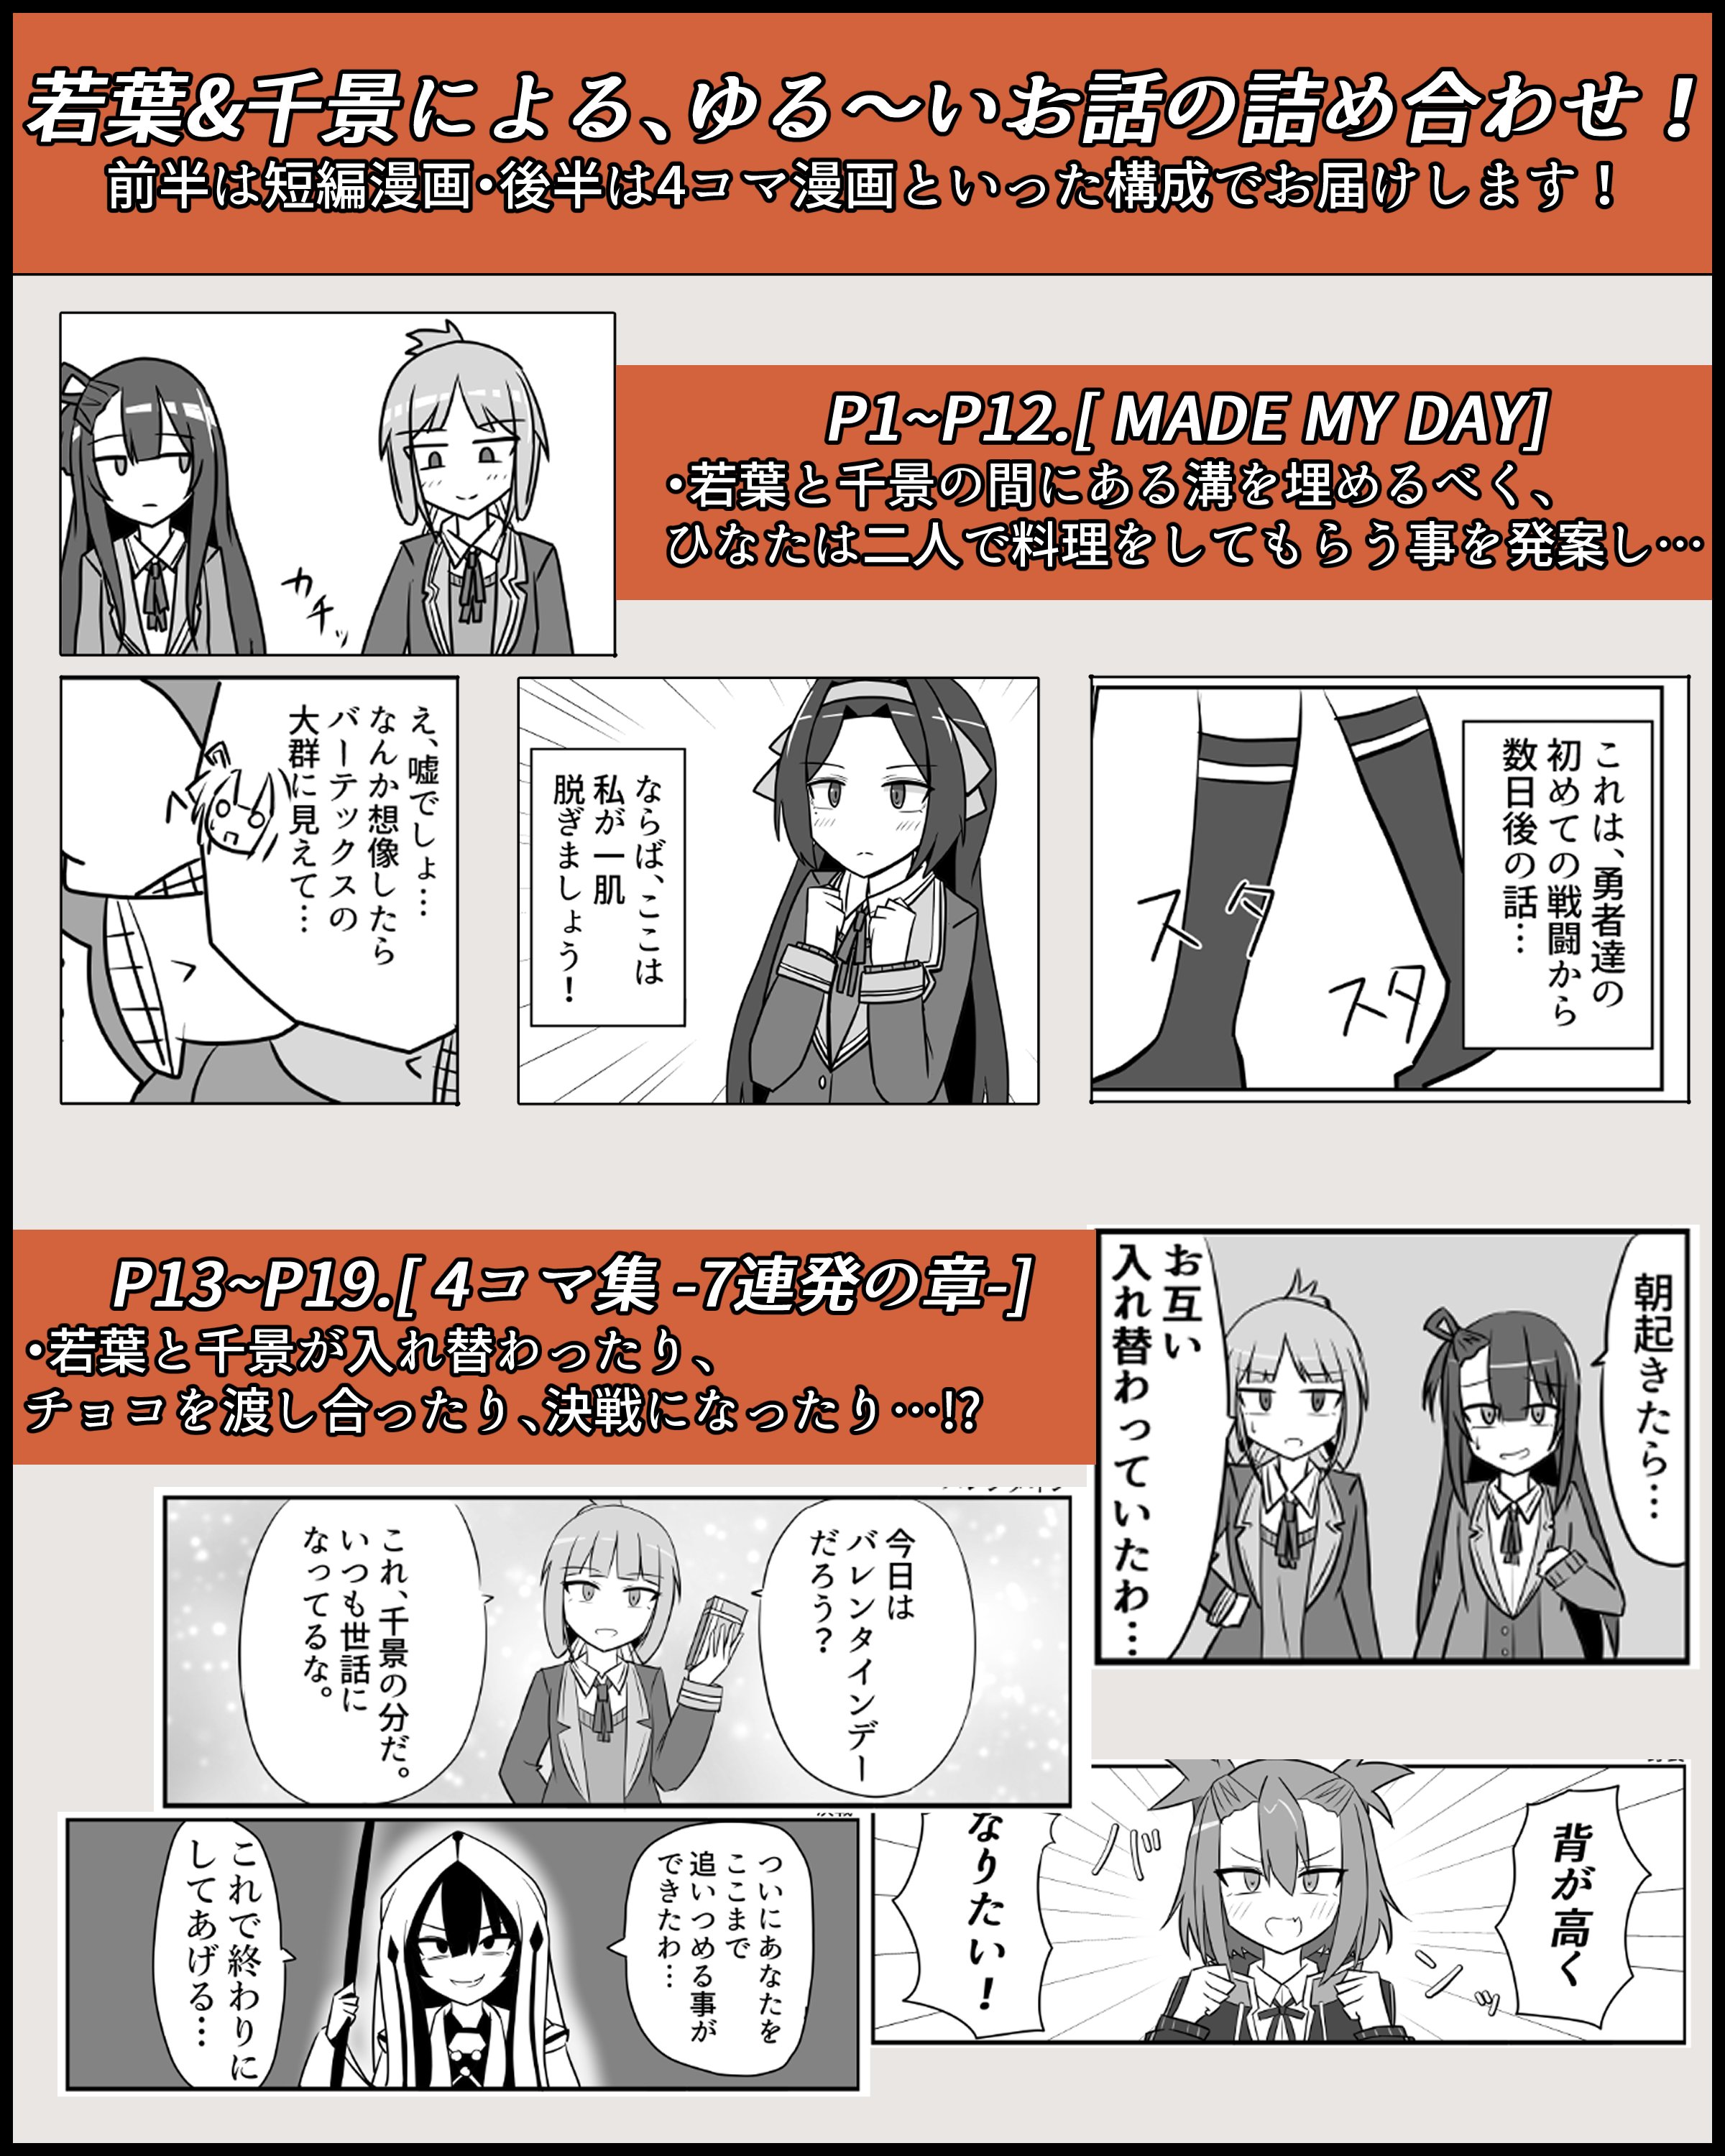 若葉&千景による、ゆる〜いお話の詰め合わせ！
前半は短編漫画・後半は4コマ漫画といった構成でお届けします！
P1~P12.[ MADE MY DAY]
・若葉と千景の間にある溝を埋めるべく、
ひなたは二人で料理をしてもらう事を発案し…
カチッ
これは、勇者達の
初めての戦闘から
数日後の話…
スタ
スタ
ならば、ここは
私が一肌
脱ぎましょう！
え、嘘でしょ…
なんか想像したら
バーテックスの
大群に見えて…
P13~P19.[ 4コマ集 -7連発の章-]
・若葉と千景が入れ替わったり、
チョコを渡し合ったり、決戦になったり…!?
朝起きたら…
お互い
入れ替わっていたわ…
今日は
バレンタインデー
だろう？
これ、千景の分だ。
いつも世話に
なってるな。
背が高く
なりたい！
ついにあなたを
ここまで
追いつめる事が
できたわ…
これで終わりに
してあげる…